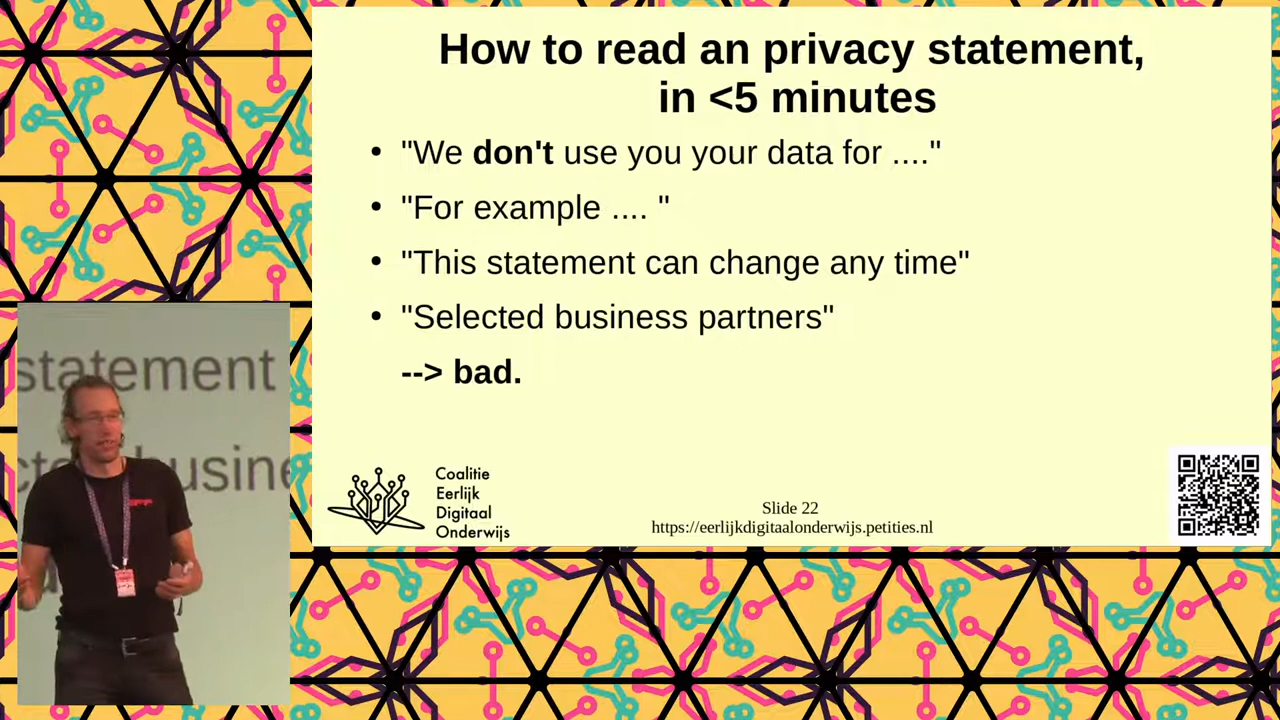 How to read an privacy statement,
in <5 minutes
• "We don't use you your data for ...."
• "For example .... "
• "This statement can change any time"
• "Selected business partners"
--> bad.
Coalitie
Eerlijk
Digitaal
Onderwijs
Slide 22
https://eerlijkdigitaalonderwijs.petities.nl
statement
busine